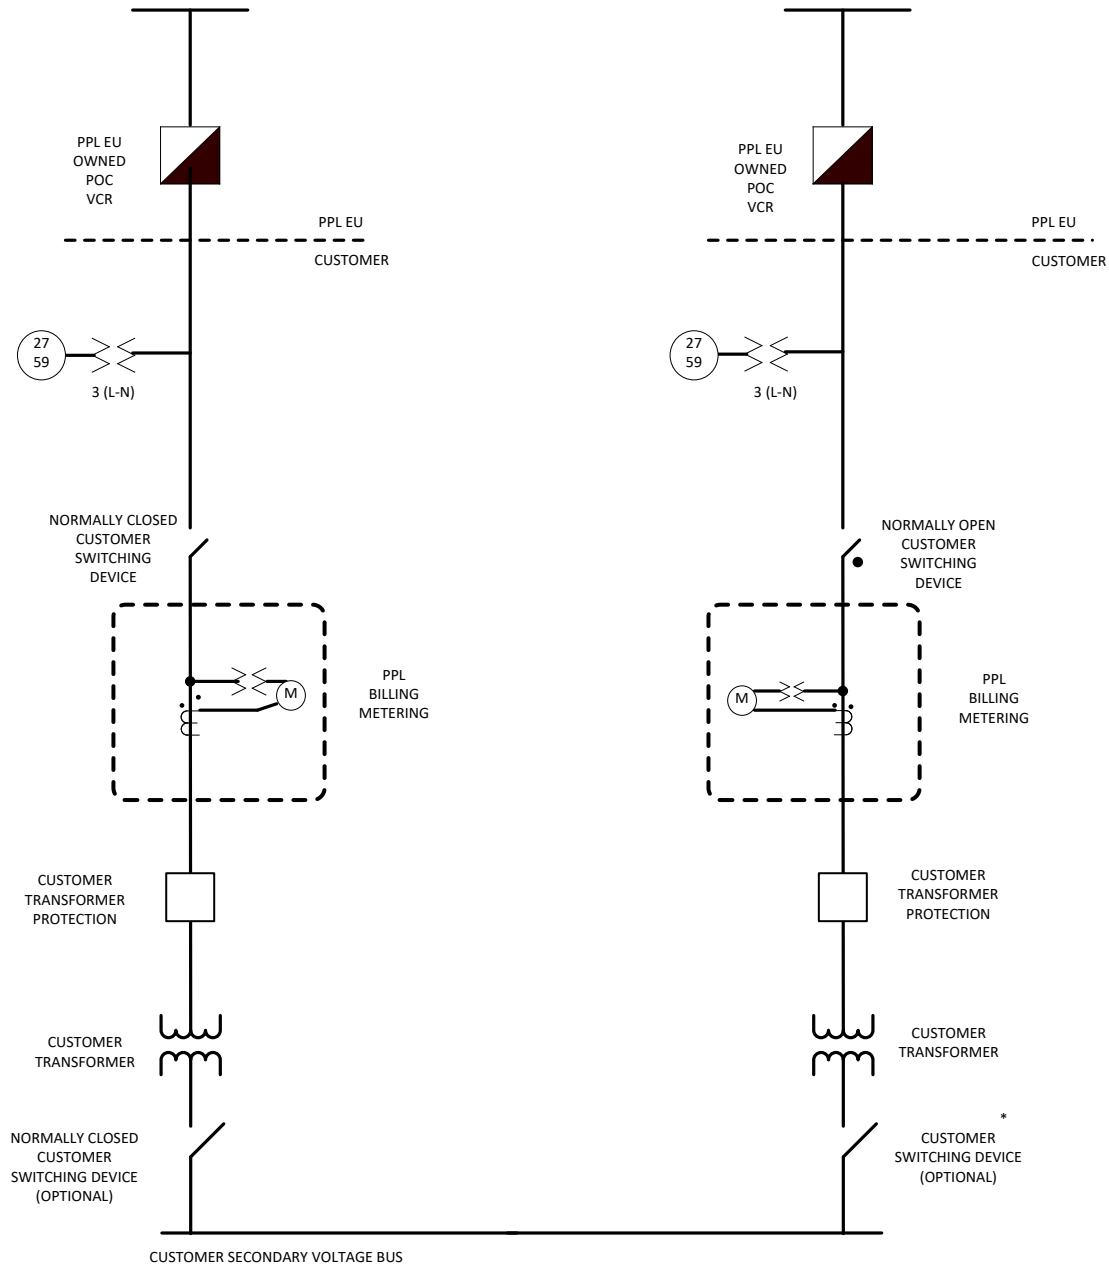 PPL EU
OWNED
POC
VCR
PPL EU
OWNED
POC
VCR
PPL EU
CUSTOMER
PPL EU
CUSTOMER
27
59
3 (L-N)
27
59
3 (L-N)
NORMALLY CLOSED
CUSTOMER
SWITCHING
DEVICE
NORMALLY OPEN
CUSTOMER
SWITCHING
DEVICE
M
PPL
BILLING
METERING
M
PPL
BILLING
METERING
CUSTOMER
TRANSFORMER
PROTECTION
CUSTOMER
TRANSFORMER
PROTECTION
CUSTOMER
TRANSFORMER
CUSTOMER
TRANSFORMER
NORMALLY CLOSED
CUSTOMER
SWITCHING DEVICE
(OPTIONAL)
*
CUSTOMER
SWITCHING DEVICE
(OPTIONAL)
CUSTOMER SECONDARY VOLTAGE BUS